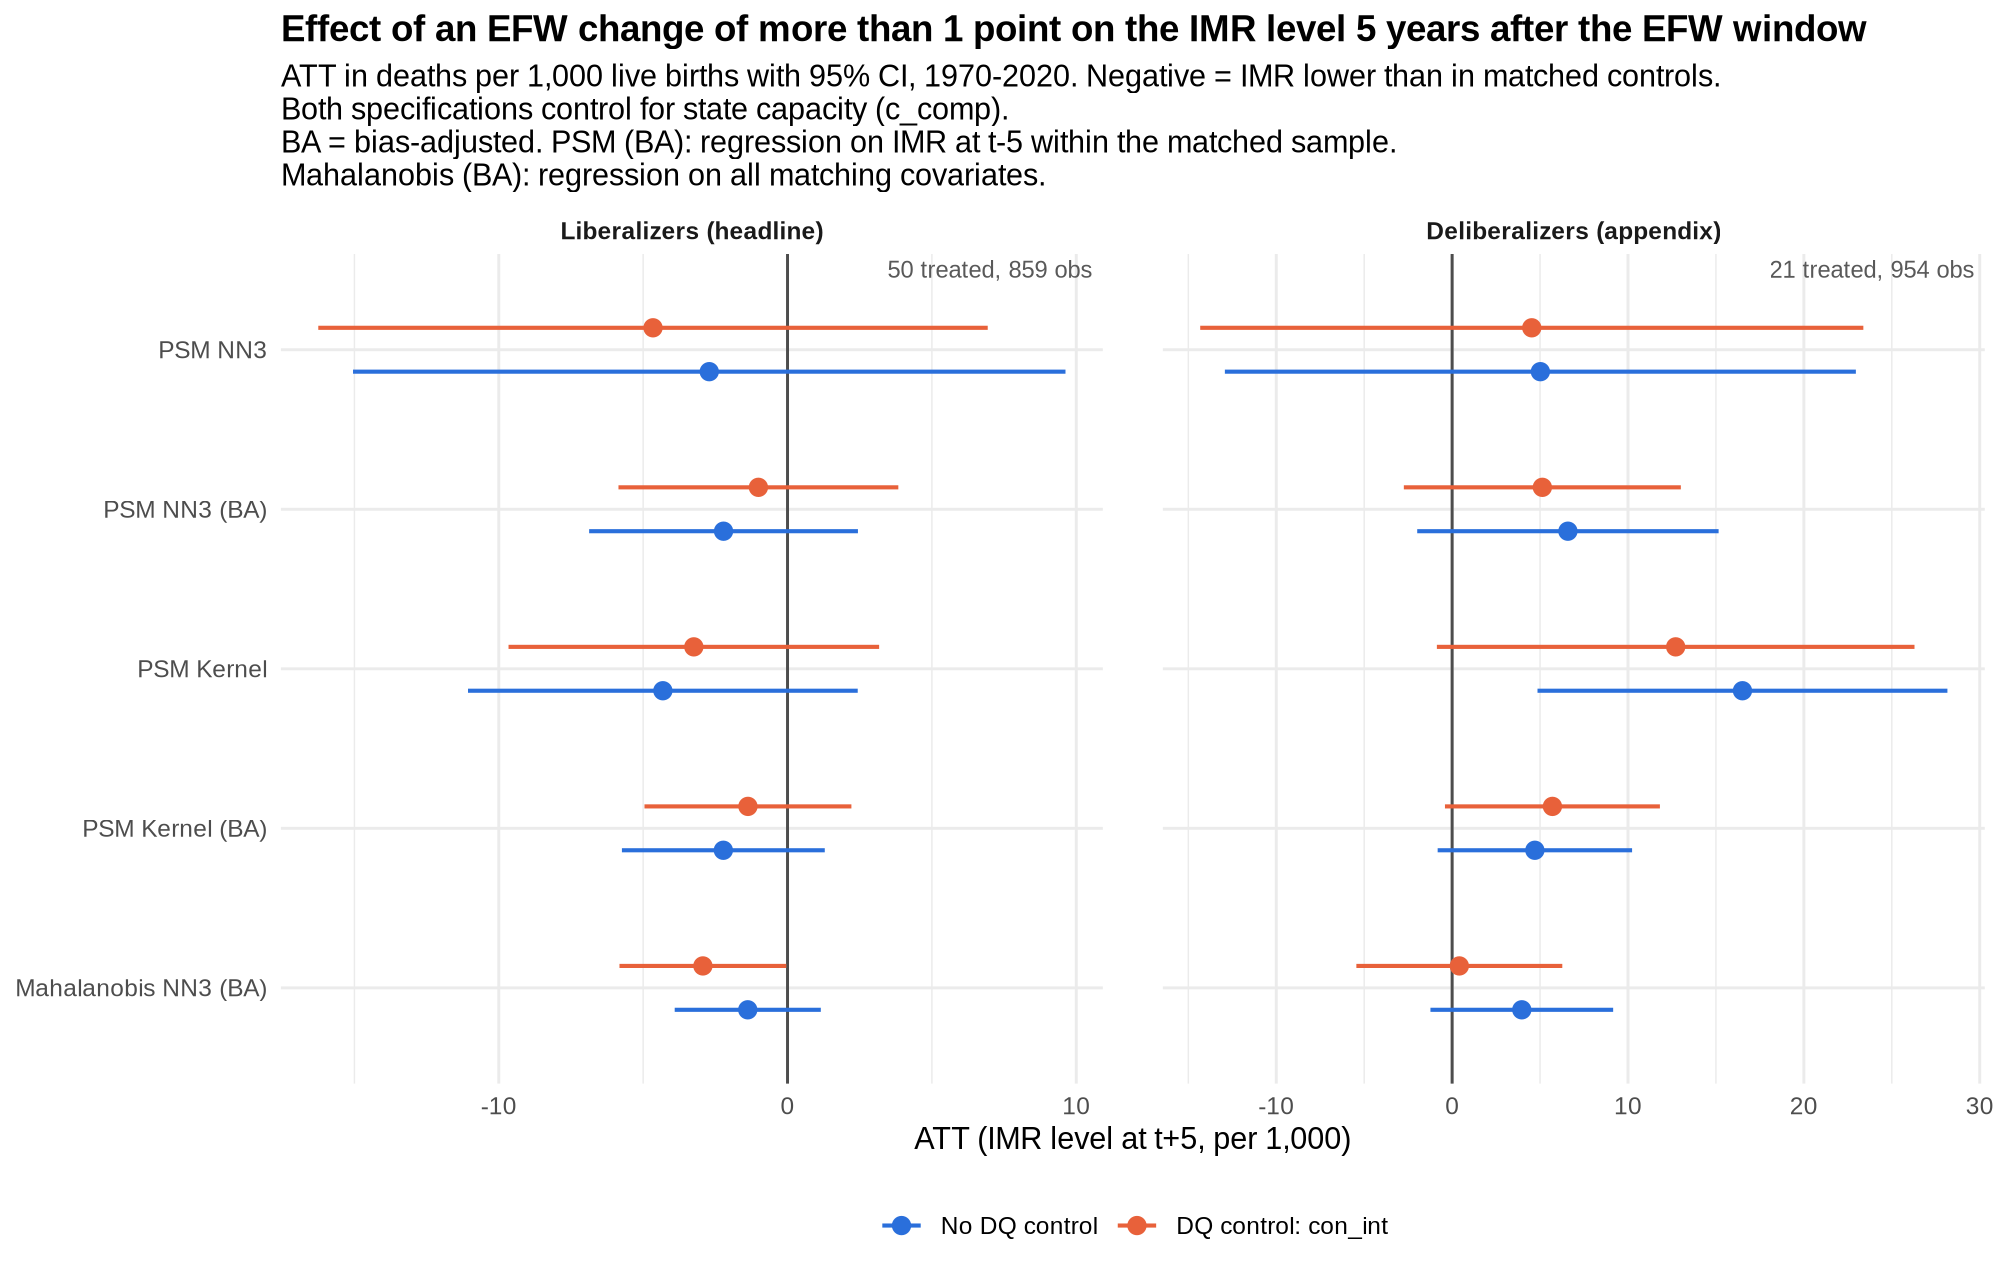 Effect of an EFW change of more than 1 point on the IMR level 5 years after the EFW window
ATT in deaths per 1,000 live births with 95% CI, 1970-2020. Negative = IMR lower than in matched controls.
Both specifications control for state capacity (c_comp).
BA = bias-adjusted. PSM (BA): regression on IMR at t-5 within the matched sample.
Mahalanobis (BA): regression on all matching covariates.
Liberalizers (headline)
Deliberalizers (appendix)
50 treated, 859 obs
21 treated, 954 obs
PSM NN3
PSM NN3 (BA)
PSM Kernel
PSM Kernel (BA)
Mahalanobis NN3 (BA)
-10 0 10
-10 0 10 20 30
ATT (IMR level at t+5, per 1,000)
No DQ control DQ control: con_int